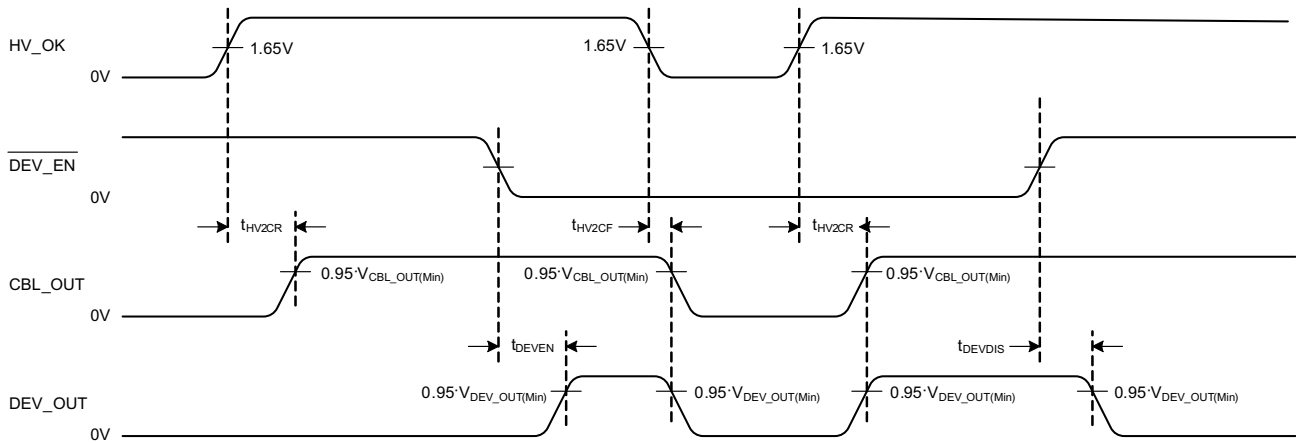 HV_OK
1.65V
1.65V
1.65V
0V
DEV_EN
0V
tHV2CR
tHV2CF
tHV2CR
CBL_OUT
0.95·VCBL_OUT(Min)
0.95·VCBL_OUT(Min)
0.95·VCBL_OUT(Min)
0V
tDEVEN
tDEVDIS
DEV_OUT
0.95·VDEV_OUT(Min)
0.95·VDEV_OUT(Min)
0.95·VDEV_OUT(Min)
0.95·VDEV_OUT(Min)
0V